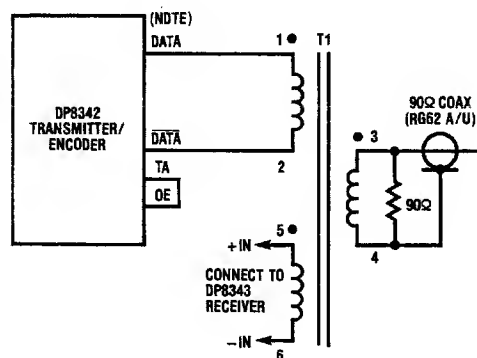 (NDTE)
DATA
1
T1
DP8342
TRANSMITTER/
ENCODER
DATA
2
TA
OE
90Ω COAX
(RG62 A/U)
3
90Ω
4
5
+IN
CONNECT TO
DP8343
RECEIVER
−IN
6